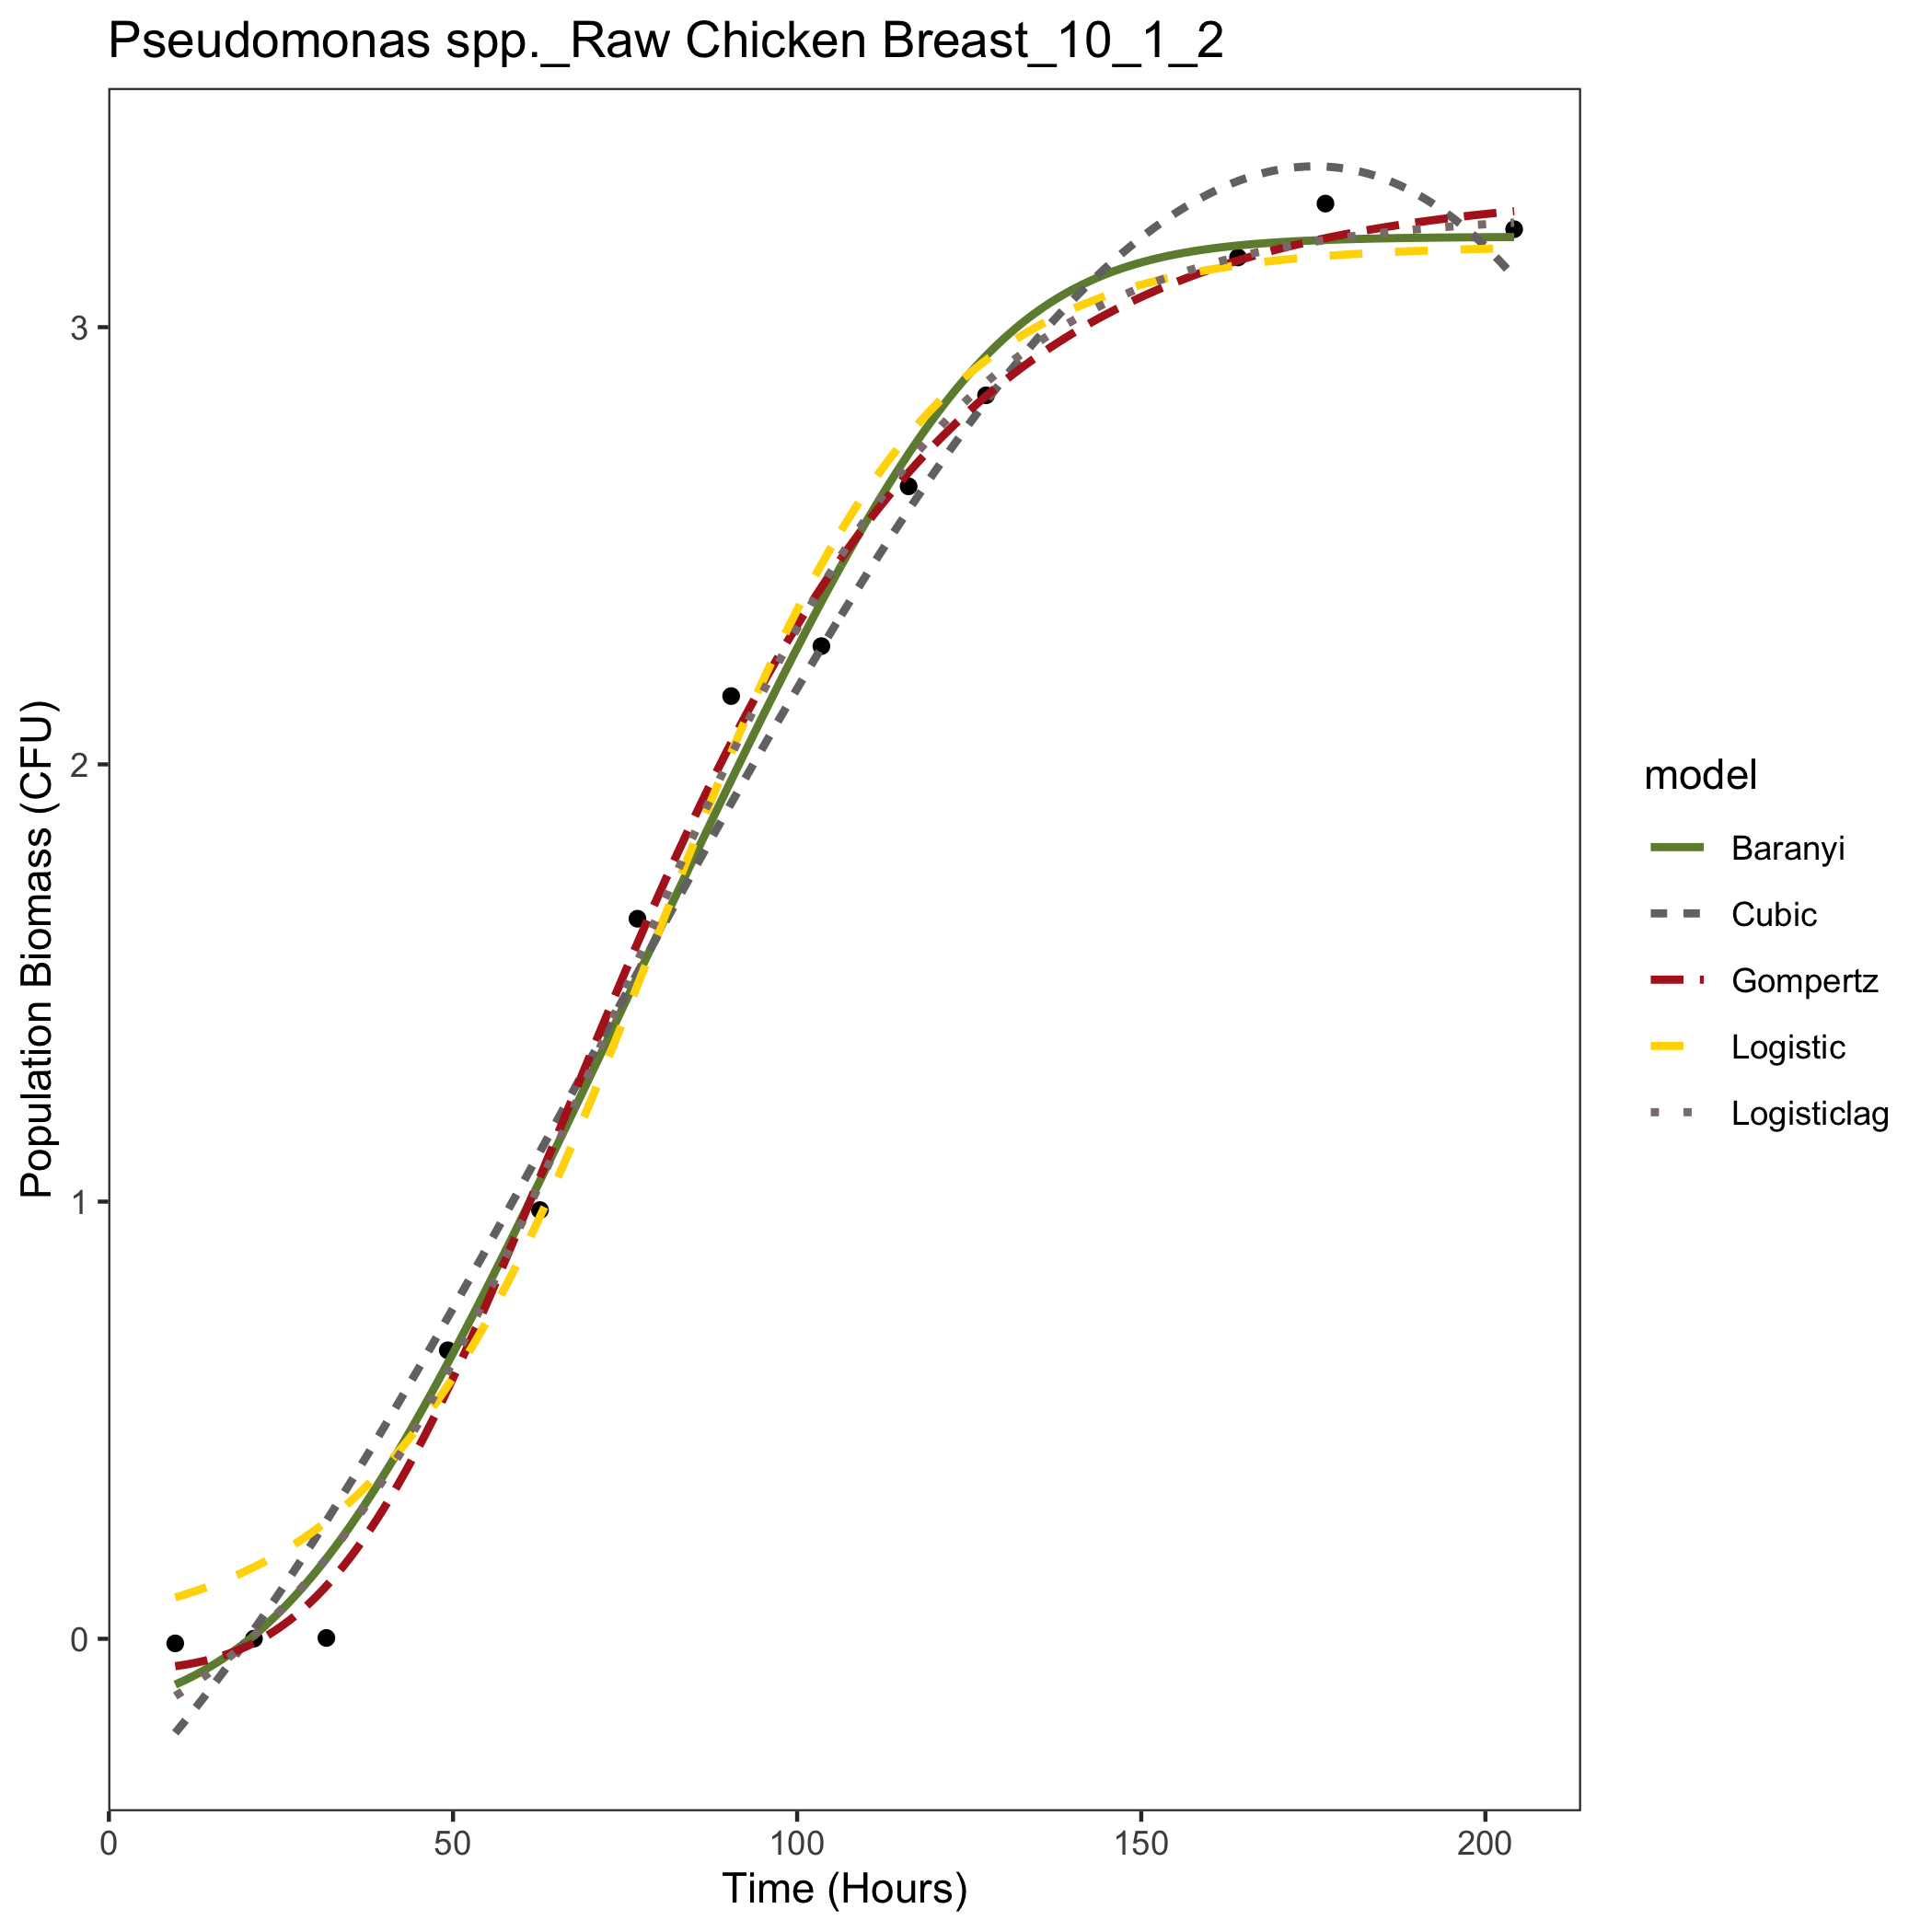 Pseudomonas spp._Raw Chicken Breast_10_1_2
Population Biomass (CFU)
3
2
1
0
0 50 100 150 200
Time (Hours)
model
Baranyi
Cubic
Gompertz
Logistic
Logisticlag